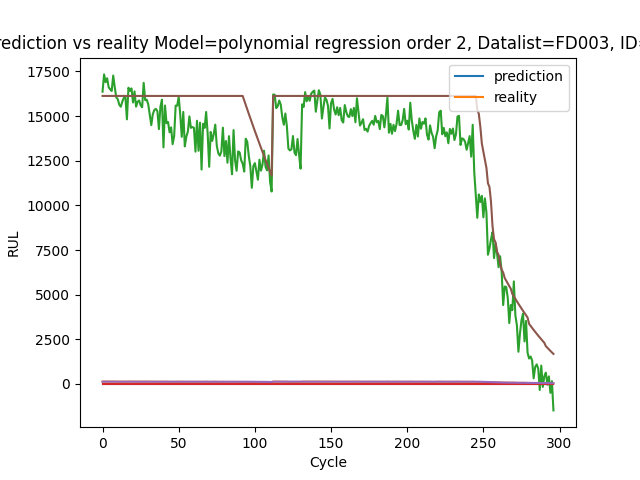 rediction vs reality Model=polynomial regression order 2, Datalist=FD003, ID=
17500
15000
12500
10000
7500
5000
2500
0
RUL
prediction
reality
0 50 100 150 200 250 300
Cycle